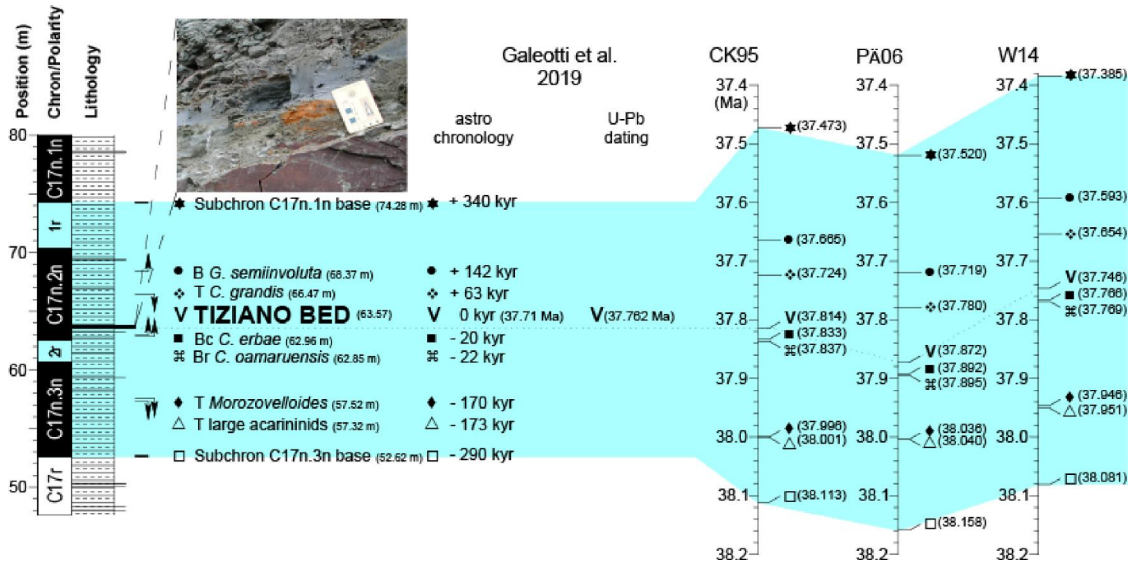 Position (m)
Chron/Polarity
Lithology
Galeotti et al.
2019
astro
chronology
U-Pb
dating
CK95
PÄ06
W14
(Ma)
80
70
60
50
C17n.1n
1r
C17n.2n
2r
C17n.3n
C17r
Subchron C17n.1n base (74.28 m) + 340 kyr
B G. semiinvoluta (68.37 m) + 142 kyr
T C. grandis (66.47 m) + 63 kyr
V TIZIANO BED (63.57) V 0 kyr (37.71 Ma) V (37.762 Ma)
Bc C. erbae (62.96 m) - 20 kyr
Br C. oamaruensis (62.85 m) - 22 kyr
T Morozovelloides (57.52 m) - 170 kyr
T large acarininids (57.32 m) - 173 kyr
Subchron C17n.3n base (52.62 m) - 290 kyr
37.4
37.5
37.6
37.7
37.8
37.9
38.0
38.1
38.2
(37.473)
(37.665)
(37.724)
V (37.814)
(37.833)
(37.837)
(37.996)
(38.001)
(38.113)
37.4
37.5
37.6
37.7
37.8
37.9
38.0
38.1
38.2
(37.520)
(37.719)
(37.780)
V (37.872)
(37.892)
(37.895)
(38.036)
(38.040)
(38.158)
37.4
37.5
37.6
37.7
37.8
37.9
38.0
38.1
38.2
(37.385)
(37.593)
(37.654)
V (37.746)
(37.766)
(37.769)
(37.946)
(37.951)
(38.081)